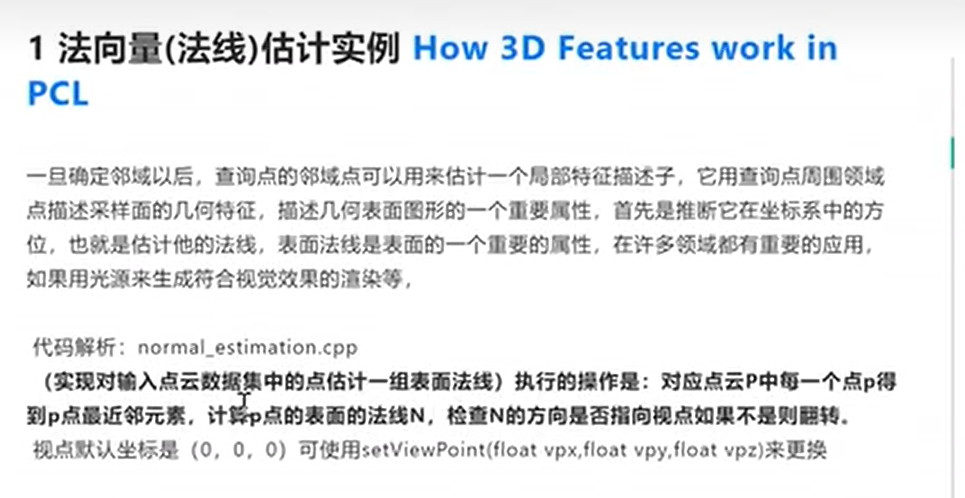 1 法向量(法线)估计实例 How 3D Features work in
PCL
一旦确定邻域以后，查询点的邻域点可以用来估计一个局部特征描述子，它用查询点周围领域
点描述采样面的几何特征，描述几何表面图形的一个重要属性，首先是推断它在坐标系中的方
位，也就是估计他的法线，表面法线是表面的一个重要的属性，在许多领域都有重要的应用，
如果用光源来生成符合视觉效果的渲染等，
代码解析：normal_estimation.cpp
（实现对输入点云数据集中的点估计一组表面法线）执行的操作是：对应点云P中每一个点p得
到p点最近邻元素，计算p点的表面的法线N，检查N的方向是否指向视点如果不是则翻转。
视点默认坐标是（0，0，0）可使用setViewPoint(float vpx,float vpy,float vpz)来更换